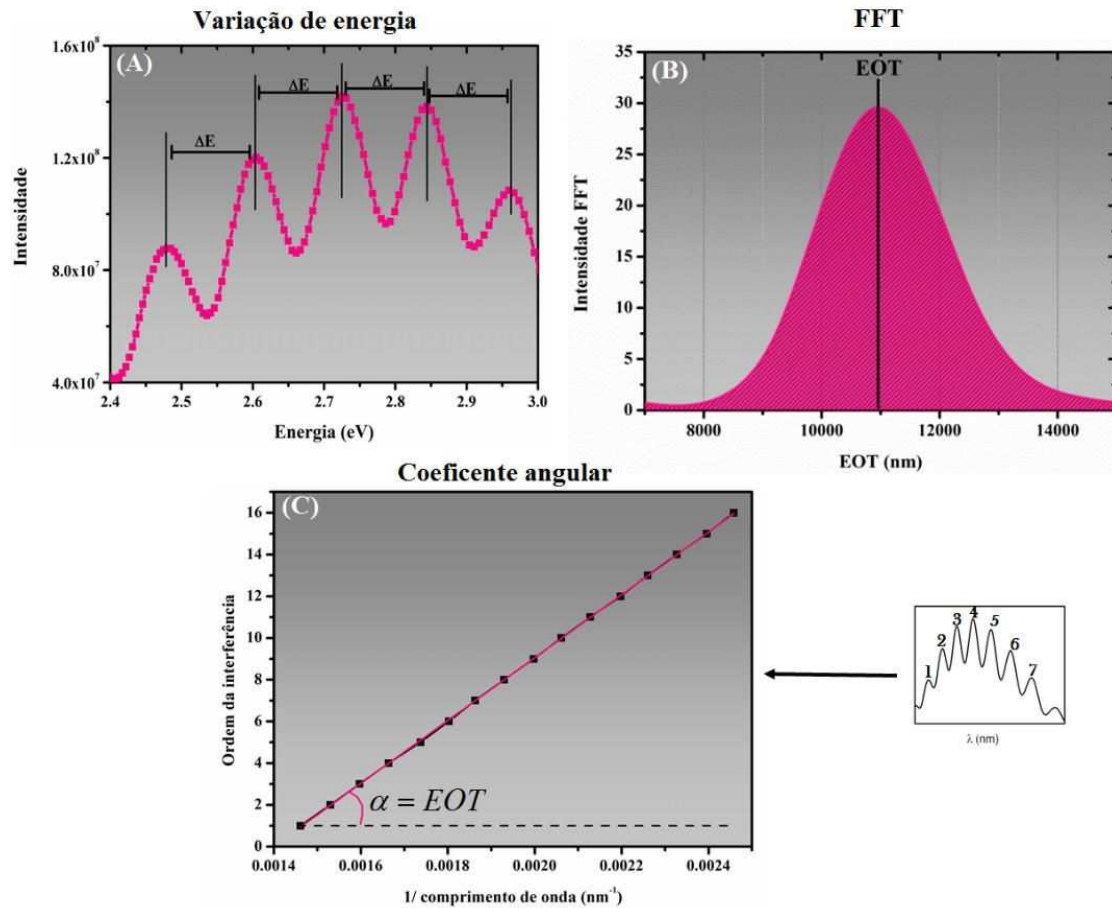 Variação de energia
(A)
ΔE
ΔE
ΔE
ΔE
Intensidade
1.6x10⁸
1.2x10⁸
8.0x10⁷
4.0x10⁷
2.4 2.5 2.6 2.7 2.8 2.9 3.0
Energia (eV)
FFT
(B)
EOT
Intensidade FFT
35
30
25
20
15
10
5
0
8000 10000 12000 14000
EOT (nm)
Coeficente angular
(C)
Ordem da interferência
16
14
12
10
8
6
4
2
0
α = EOT
0.0014 0.0016 0.0018 0.0020 0.0022 0.0024
1/ comprimento de onda (nm⁻¹)
1 2 3 4 5 6 7
λ (nm)